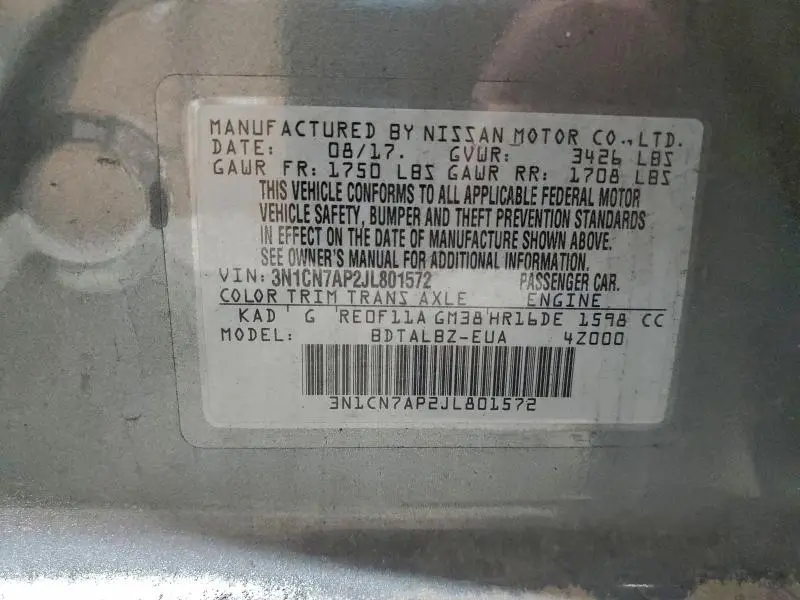 MANUFACTURED BY NISSAN MOTOR CO., LTD.
DATE: 08/17. GVWR: 3426 LBS
GAWR FR: 1750 LBS GAWR RR: 1708 LBS
THIS VEHICLE CONFORMS TO ALL APPLICABLE FEDERAL MOTOR
VEHICLE SAFETY, BUMPER AND THEFT PREVENTION STANDARDS
IN EFFECT ON THE DATE OF MANUFACTURE SHOWN ABOVE.
SEE OWNER'S MANUAL FOR ADDITIONAL INFORMATION.
VIN: 3N1CN7AP2JL801572 PASSENGER CAR.
COLOR TRIM TRANS AXLE ENGINE
KAD G RE0F11A GM38 HR16DE 1598 CC
MODEL: BDTALBZ-EUA 4Z000
3N1CN7AP2JL801572